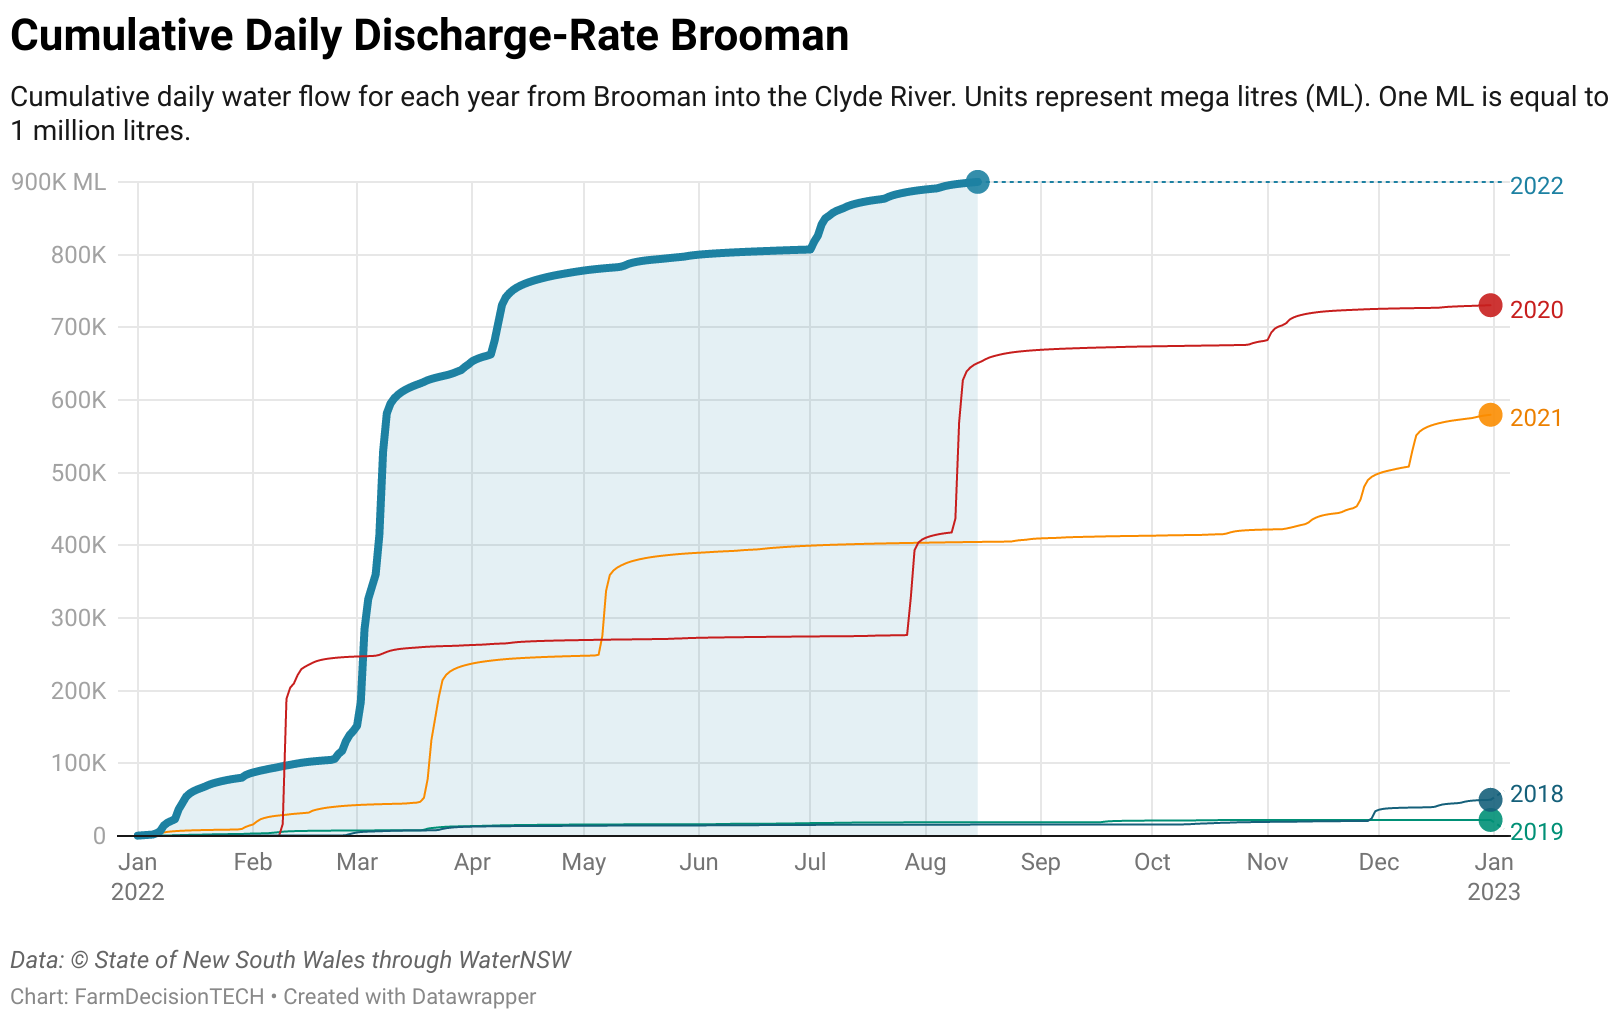 Cumulative Daily Discharge-Rate Brooman
Cumulative daily water flow for each year from Brooman into the Clyde River. Units represent mega litres (ML). One ML is equal to
1 million litres.
900K ML
2022
800K
700K
2020
600K
500K
2021
400K
300K
200K
100K
2018
0
2019
Jan Feb Mar Apr May Jun Jul Aug Sep Oct Nov Dec Jan
2022 2023
Data: © State of New South Wales through WaterNSW
Chart: FarmDecisionTECH • Created with Datawrapper